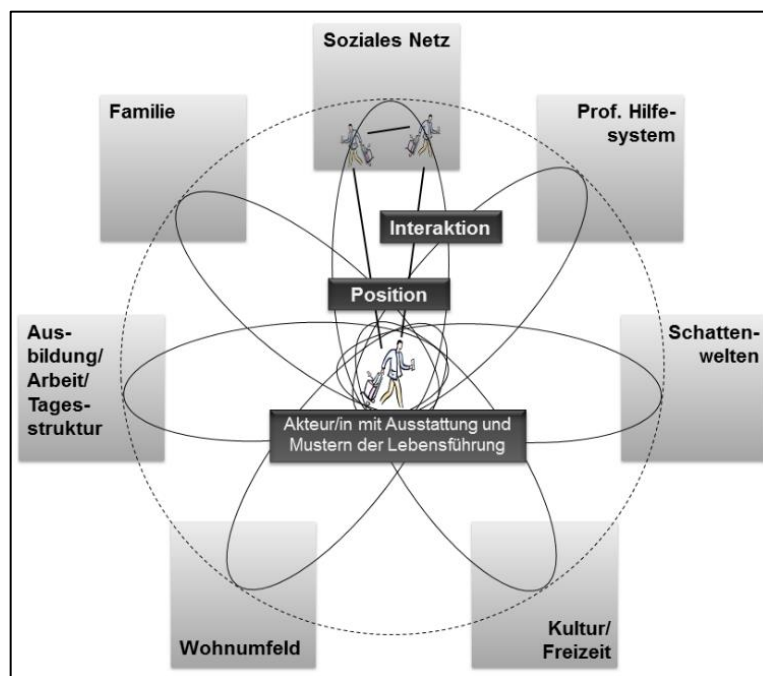 Soziales Netz
Familie
Prof. Hilfe-
system
Interaktion
Position
Aus-
bildung/
Arbeit/
Tages-
struktur
Schatten-
welten
Akteur/in mit Ausstattung und
Mustern der Lebensführung
Wohnumfeld
Kultur/
Freizeit